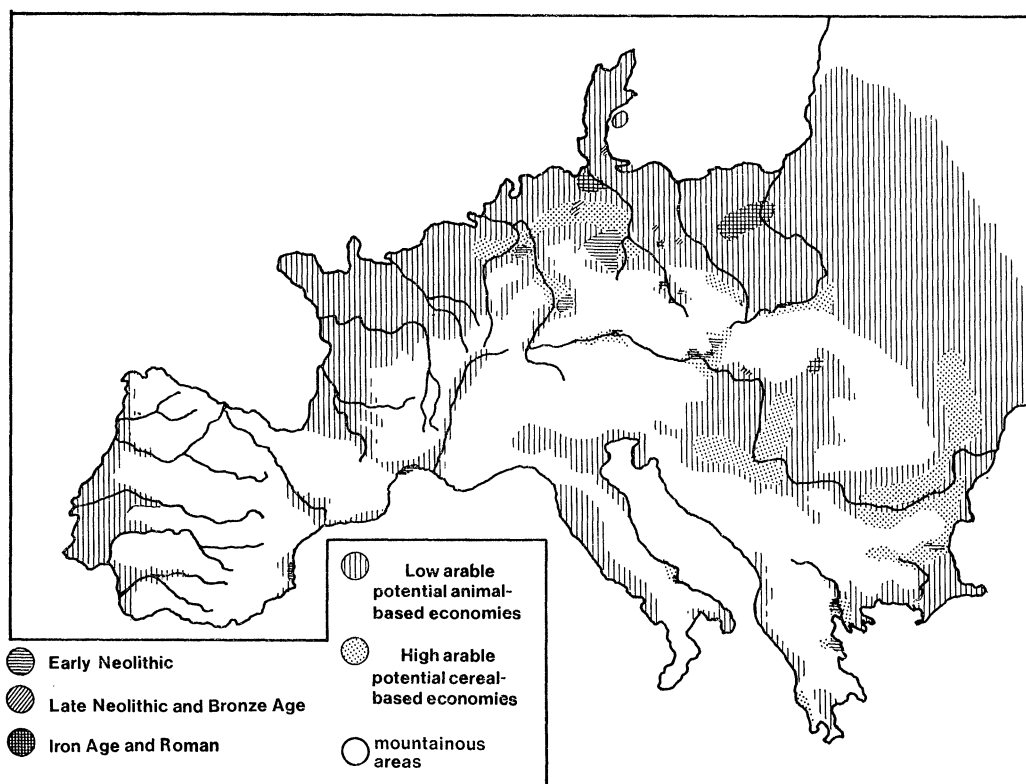 Low arable
potential animal-
based economies
High arable
potential cereal-
based economies
mountainous
areas
Early Neolithic
Late Neolithic and Bronze Age
Iron Age and Roman